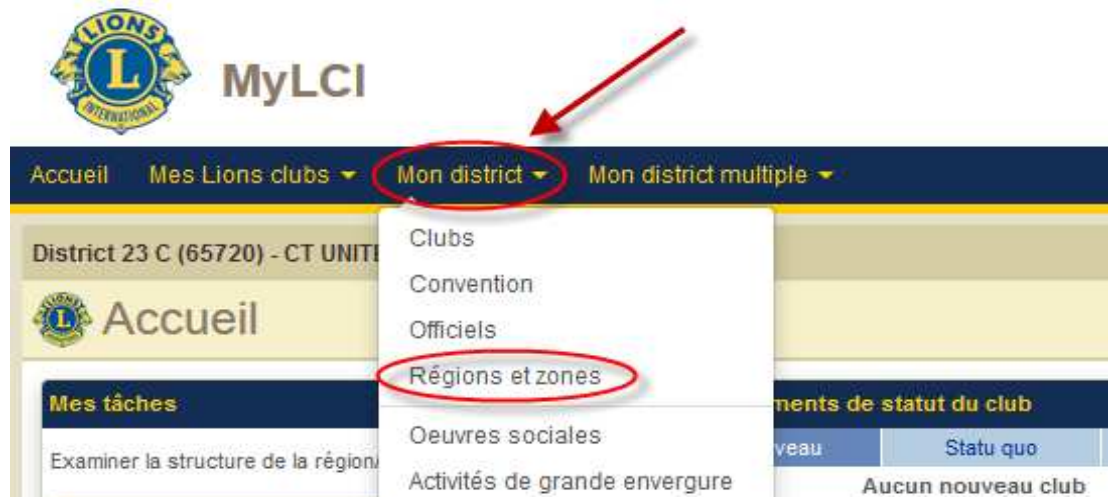 LIONS
L
INTERNATIONAL
MyLCI
Accueil Mes Lions clubs Mon district Mon district multiple
District 23 C (65720) - CT UNITE
Accueil
Clubs
Convention
Officiels
Régions et zones
Oeuvres sociales
Activités de grande envergure
Mes tâches
Examiner la structure de la région/
ments de statut du club
veau Statu quo
Aucun nouveau club